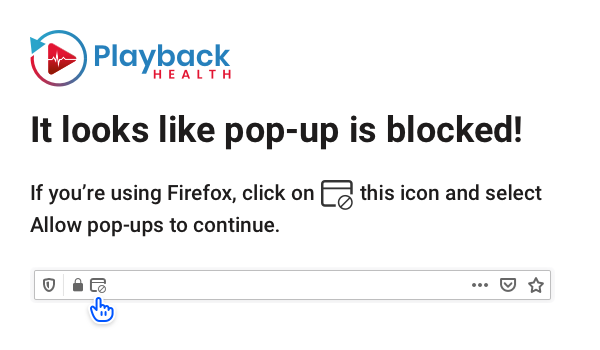 Playback
HEALTH
It looks like pop-up is blocked!
If you’re using Firefox, click on this icon and select
Allow pop-ups to continue.